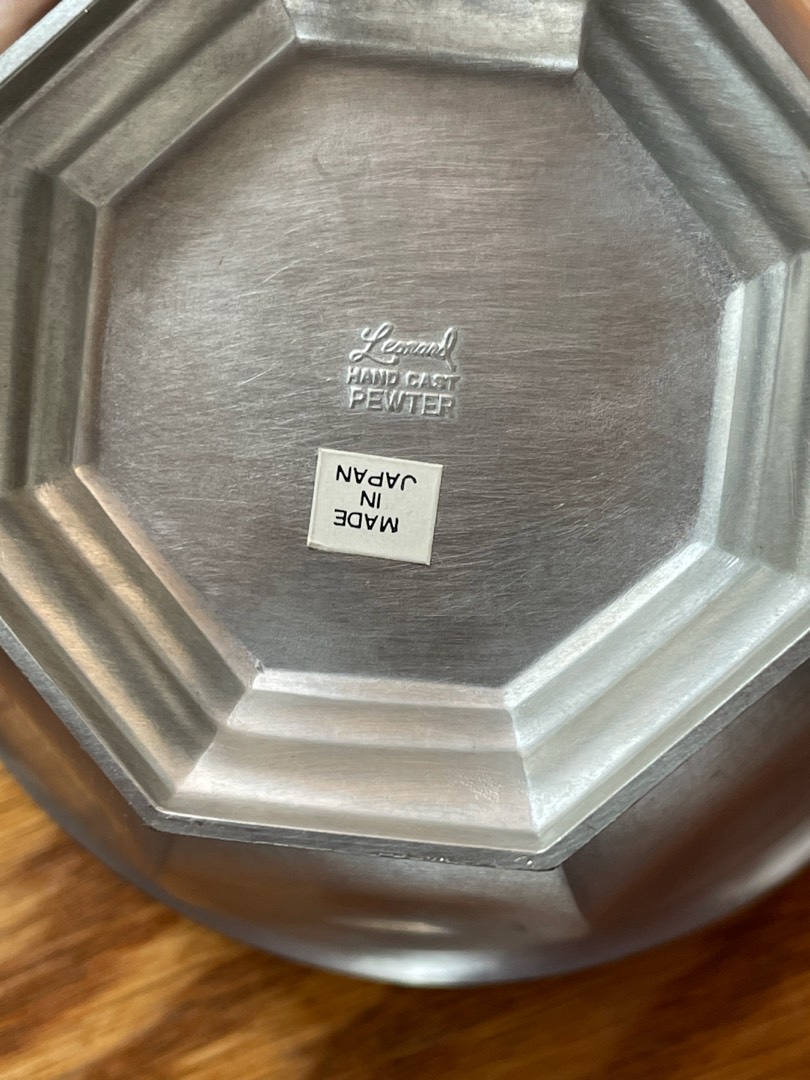 Leonard
HAND CAST
PEWTER
MADE
IN
JAPAN